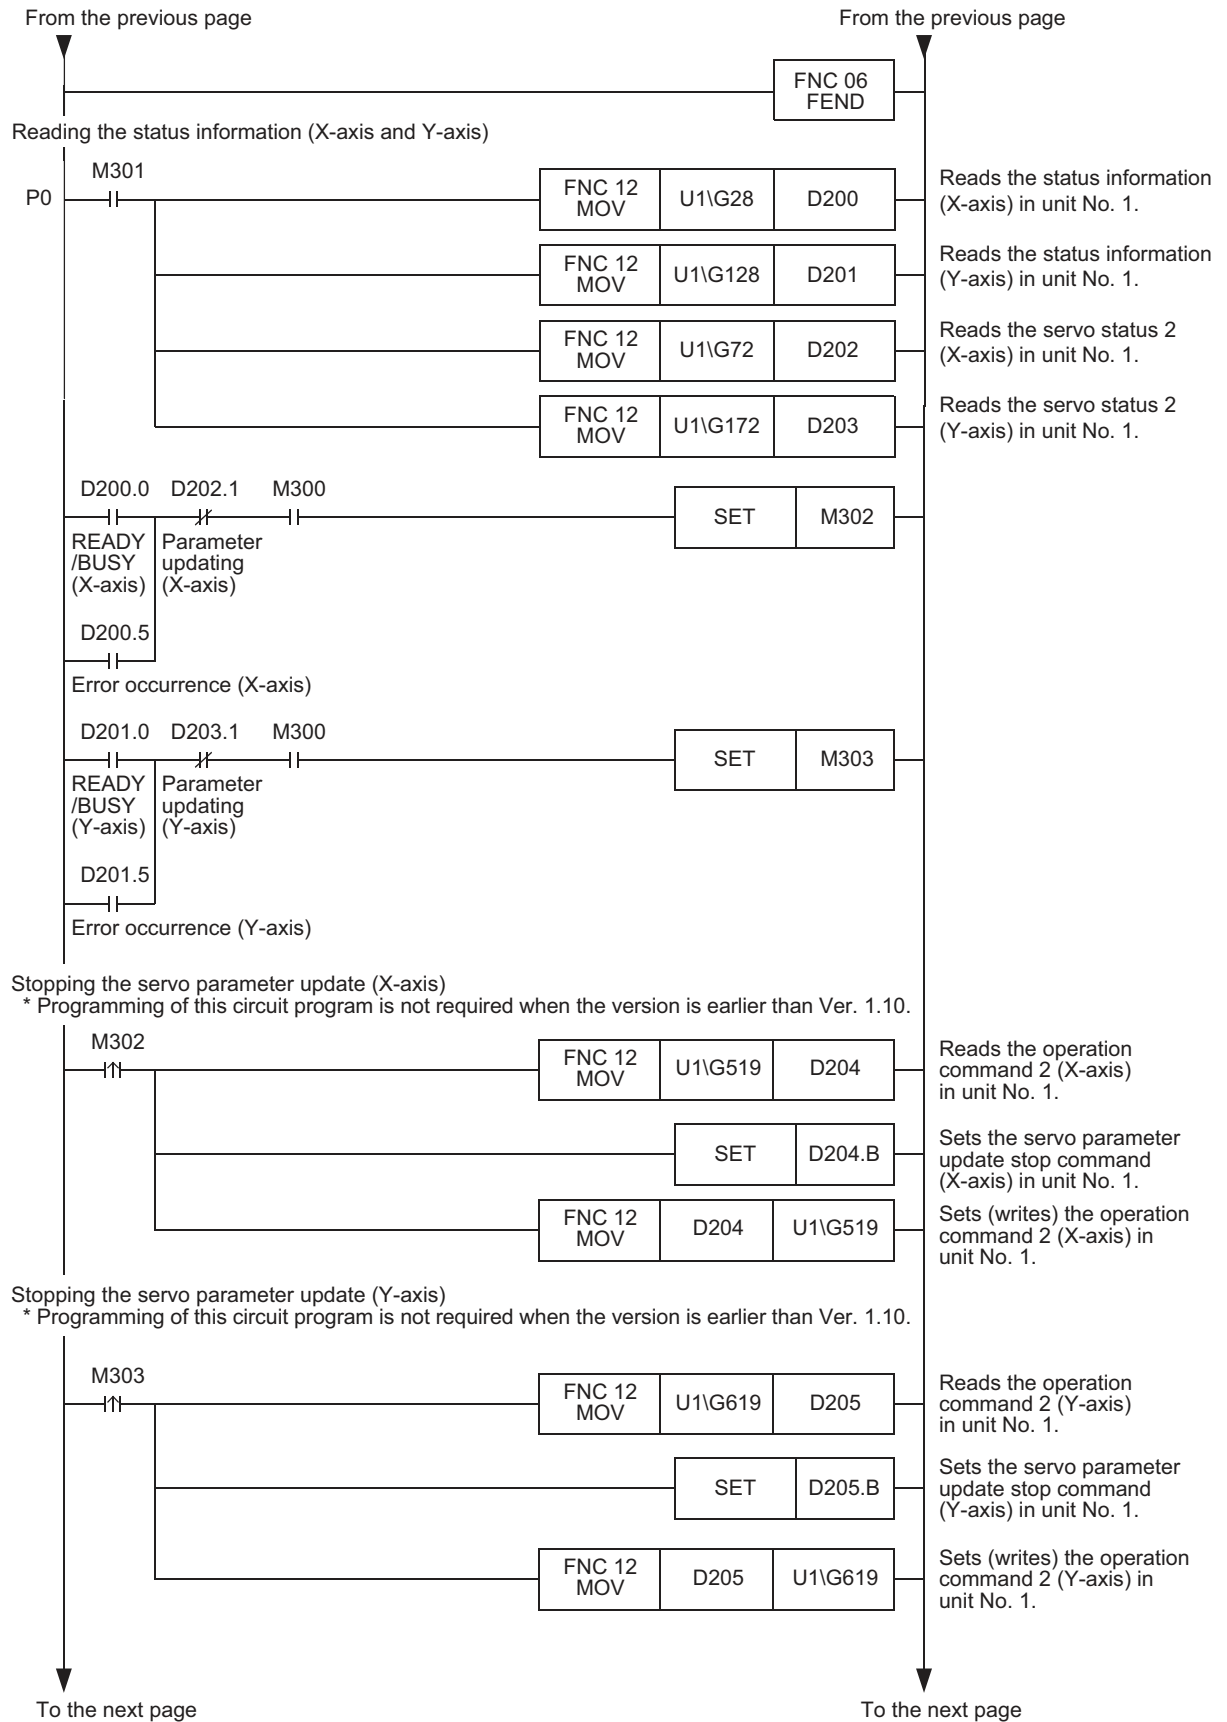 From the previous page
From the previous page
FNC 06
FEND
Reading the status information (X-axis and Y-axis)
P0
M301
FNC 12
MOV
U1\G28
D200
Reads the status information
(X-axis) in unit No. 1.
FNC 12
MOV
U1\G128
D201
Reads the status information
(Y-axis) in unit No. 1.
FNC 12
MOV
U1\G72
D202
Reads the servo status 2
(X-axis) in unit No. 1.
FNC 12
MOV
U1\G172
D203
Reads the servo status 2
(Y-axis) in unit No. 1.
D200.0
D202.1
M300
SET
M302
READY
/BUSY
(X-axis)
Parameter
updating
(X-axis)
D200.5
Error occurrence (X-axis)
D201.0
D203.1
M300
SET
M303
READY
/BUSY
(Y-axis)
Parameter
updating
(Y-axis)
D201.5
Error occurrence (Y-axis)
Stopping the servo parameter update (X-axis)
* Programming of this circuit program is not required when the version is earlier than Ver. 1.10.
M302
FNC 12
MOV
U1\G519
D204
Reads the operation
command 2 (X-axis)
in unit No. 1.
SET
D204.B
Sets the servo parameter
update stop command
(X-axis) in unit No. 1.
FNC 12
MOV
D204
U1\G519
Sets (writes) the operation
command 2 (X-axis) in
unit No. 1.
Stopping the servo parameter update (Y-axis)
* Programming of this circuit program is not required when the version is earlier than Ver. 1.10.
M303
FNC 12
MOV
U1\G619
D205
Reads the operation
command 2 (Y-axis)
in unit No. 1.
SET
D205.B
Sets the servo parameter
update stop command
(Y-axis) in unit No. 1.
FNC 12
MOV
D205
U1\G619
Sets (writes) the operation
command 2 (Y-axis) in
unit No. 1.
To the next page
To the next page